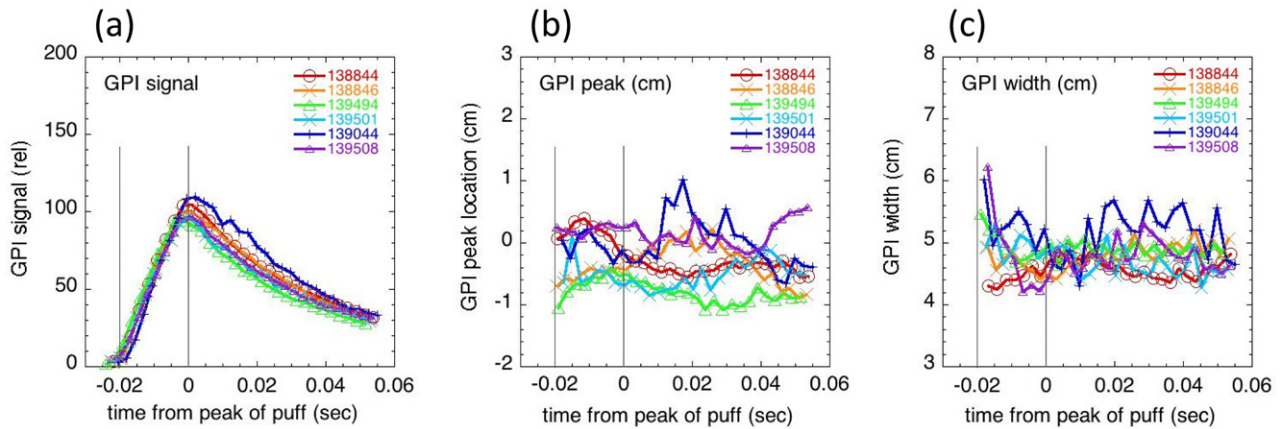 (a)
200
150
100
50
0
GPI signal (rel)
GPI signal
138844
138846
139494
139501
139044
139508
-0.02 0 0.02 0.04 0.06
time from peak of puff (sec)
(b)
3
2
1
0
-1
-2
GPI peak location (cm)
GPI peak (cm)
138844
138846
139494
139501
139044
139508
-0.02 0 0.02 0.04 0.06
time from peak of puff (sec)
(c)
8
7
6
5
4
3
GPI width (cm)
GPI width (cm)
138844
138846
139494
139501
139044
139508
-0.02 0 0.02 0.04 0.06
time from peak of puff (sec)